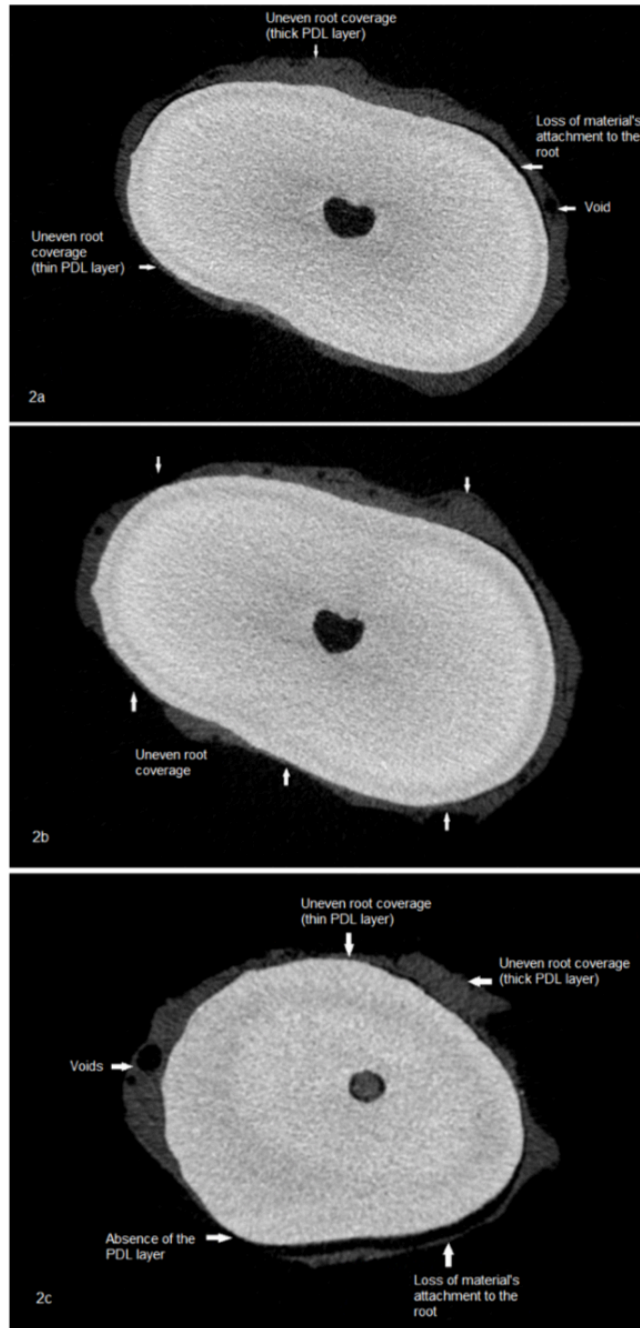 Uneven root coverage
(thick PDL layer)
Loss of material's
attachment to the
root
Void
Uneven root
coverage
(thin PDL layer)
2a
Uneven root
coverage
2b
Uneven root coverage
(thin PDL layer)
Uneven root coverage
(thick PDL layer)
Voids
Absence of the
PDL layer
Loss of material's
attachment to the
root
2c